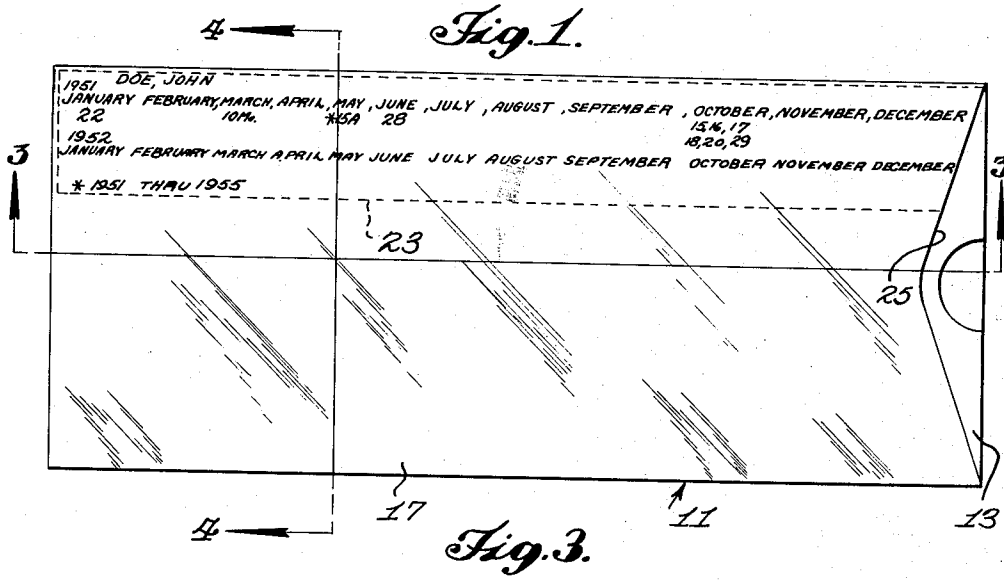 Fig. 1.
4
DOE, JOHN
1951
JANUARY FEBRUARY, MARCH, APRIL, MAY, JUNE, JULY, AUGUST, SEPTEMBER, OCTOBER, NOVEMBER, DECEMBER
22 10Mo. *15A 28 15,16,17
1952 18,20,29
JANUARY FEBRUARY MARCH APRIL MAY JUNE JULY AUGUST SEPTEMBER OCTOBER NOVEMBER DECEMBER
3 3
* 1951 THRU 1955
23
25
17 11 13
4
Fig. 3.